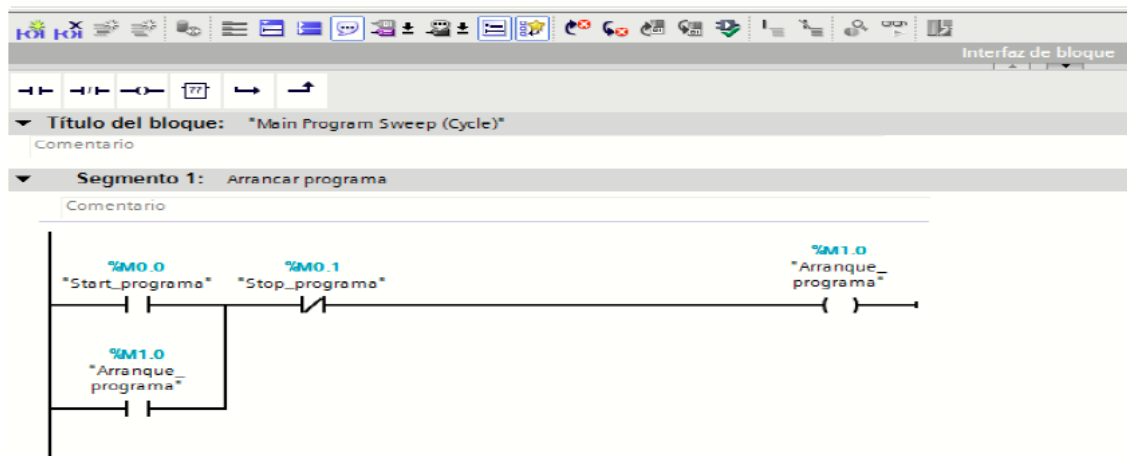 Interfaz de bloque
??
Título del bloque: "Main Program Sweep (Cycle)"
Comentario
Segmento 1: Arrancar programa
Comentario
%M0.0
"Start_programa"
%M0.1
"Stop_programa"
%M1.0
"Arranque_
programa"
%M1.0
"Arranque_
programa"